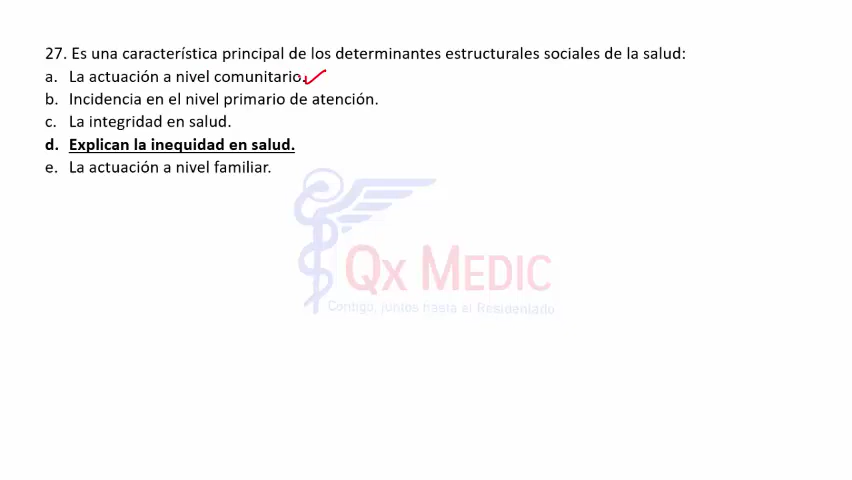 27. Es una característica principal de los determinantes estructurales sociales de la salud:
a. La actuación a nivel comunitario.
b. Incidencia en el nivel primario de atención.
c. La integridad en salud.
d. Explican la inequidad en salud.
e. La actuación a nivel familiar.
Qx MEDIC
Contigo, juntos hasta el Residentado